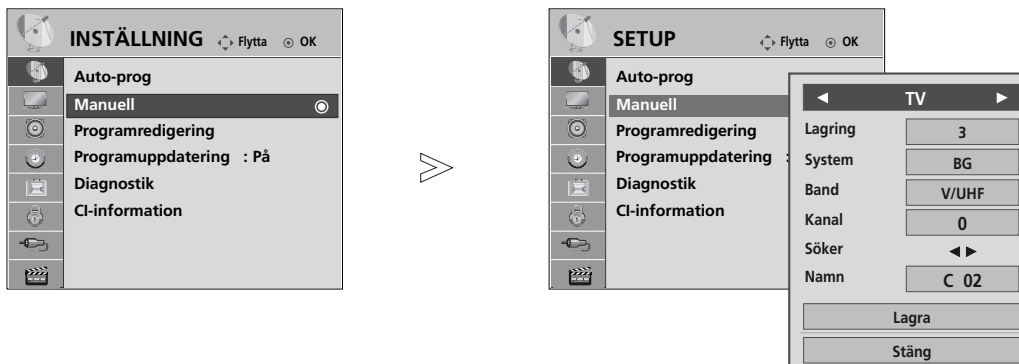 INSTÄLLNING Flytta OK
Auto-prog
Manuell
Programredigering
Programuppdatering : På
Diagnostik
CI-information
SETUP Flytta OK
Auto-prog
Manuell
Programredigering
Programuppdatering :
Diagnostik
CI-information
◄ TV ►
Lagring 3
System BG
Band V/UHF
Kanal 0
Söker ◄►
Namn C 02
Lagra
Stäng